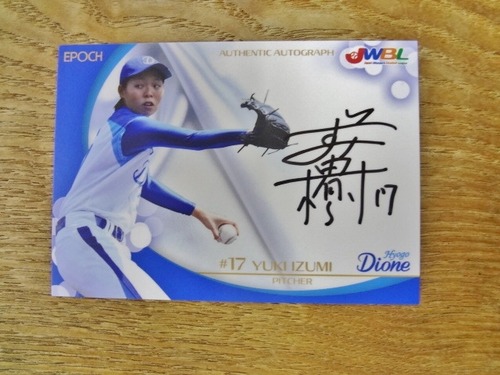 EPOCH
AUTHENTIC AUTOGRAPH
JWBL
#17 YUKI IZUMI
PITCHER
Hyogo
Dione
17